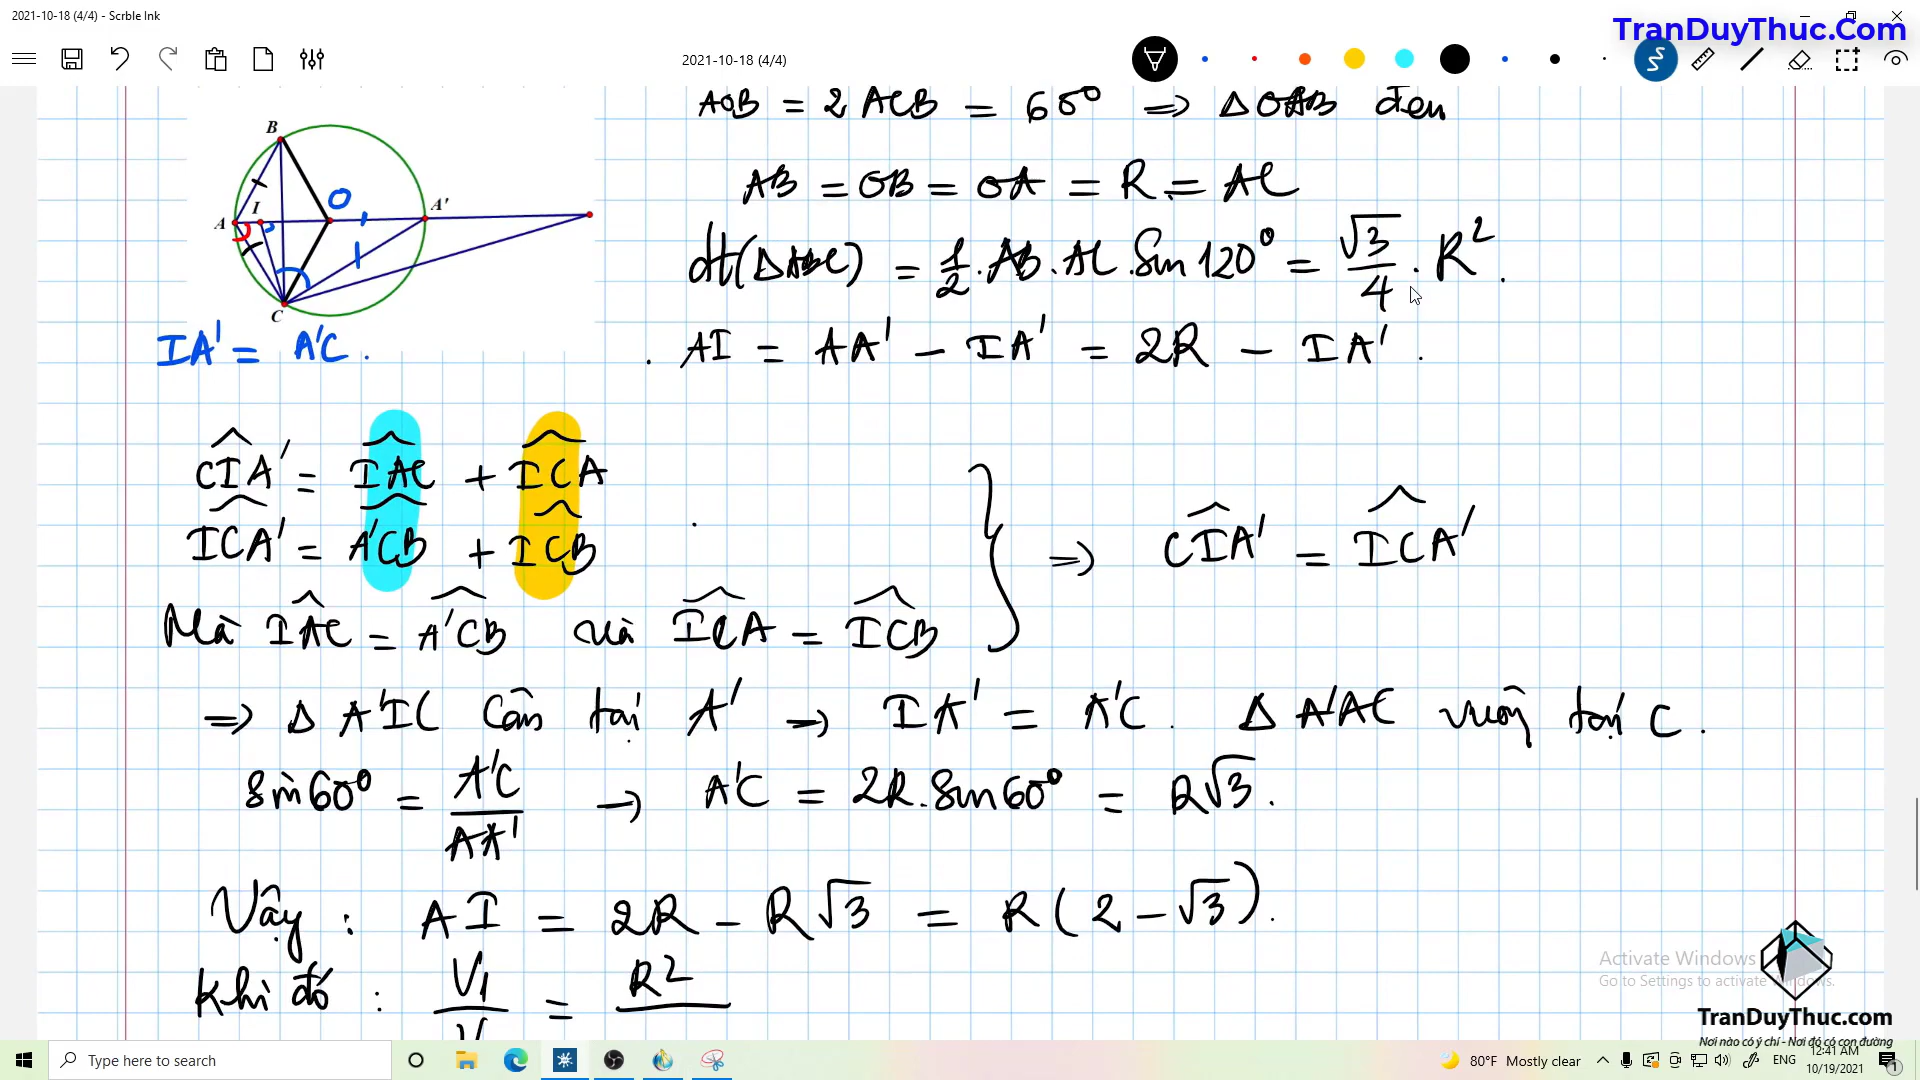 2021-10-18 (4/4) - Scrble Ink
TranDuyThuc.Com
2021-10-18 (4/4)
AOB = 2 ACB = 60° => ΔOAB đều
B
O
A'
I
A
C
AB = OB = OA = R = AC
dt(ΔABC) = 1/2 . AB . AC . Sin 120° = √3/4 . R².
IA' = A'C .
. AI = AA' - IA' = 2R - IA' .
CIA' = IAC + ICA
ICA' = A'CB + ICB
=> CIA' = ICA'
Mà IAC = A'CB và ICA = ICB
=> Δ A'IC Cân tại A' → IA' = A'C . Δ A'AC vuông tại C .
Sin60° = A'C/AA' → A'C = 2R.Sin60° = R√3 .
Vậy : AI = 2R - R√3 = R(2 - √3) .
Khi đó : V₁/V = R²
Activate Windows
Go to Settings to activate Windows.
TranDuyThuc.com
Nơi nào có ý chí - Nơi đó có con đường
Type here to search
80°F Mostly clear
ENG
12:41 AM
10/19/2021
1